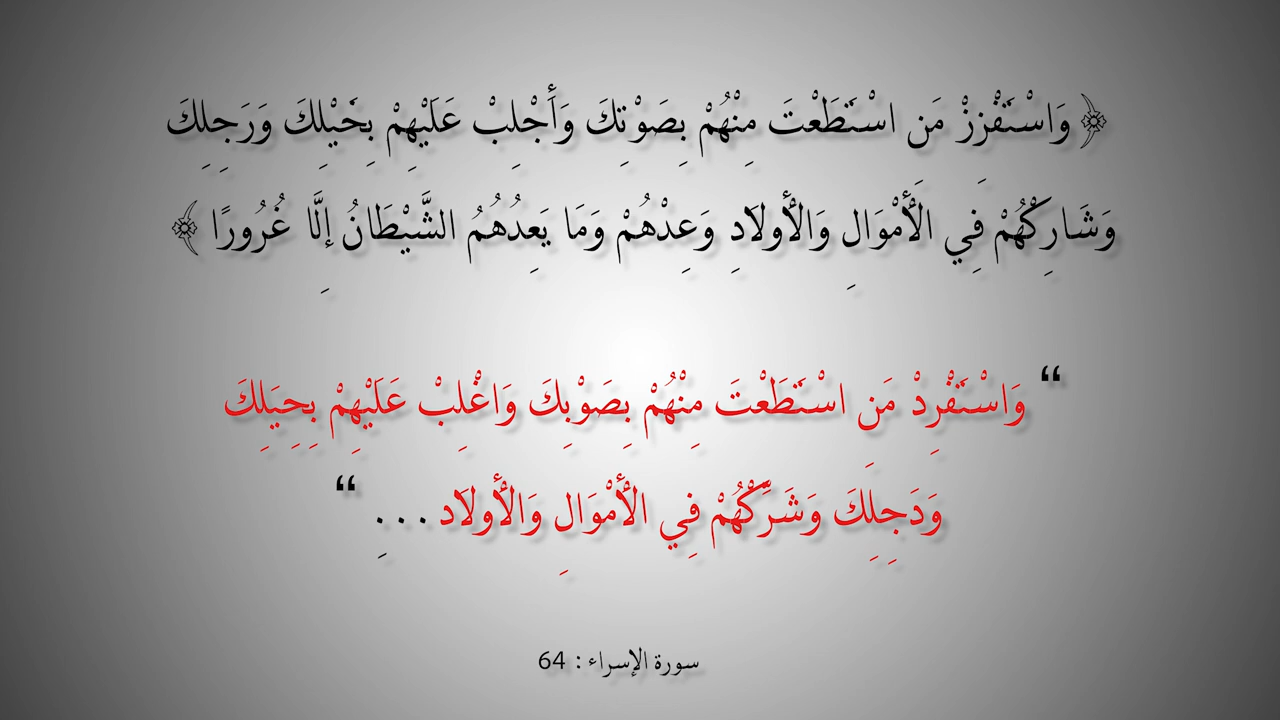 ﴿ وَاسْتَفْزِزْ مَنِ اسْتَطَعْتَ مِنْهُمْ بِصَوْتِكَ وَأَجْلِبْ عَلَيْهِمْ بِخَيْلِكَ وَرَجِلِكَ
وَشَارِكْهُمْ فِي الْأَمْوَالِ وَالْأَولَادِ وَعِدْهُمْ وَمَا يَعِدُهُمُ الشَّيْطَانُ إِلَّا غُرُورًا ﴾
“ وَاسْتَفْرِدْ مَنِ اسْتَطَعْتَ مِنْهُمْ بِصَوْبِكَ وَاغْلِبْ عَلَيْهِمْ بِحِيَلِكَ
وَدَجِلِكَ وَشَرِّكْهُمْ فِي الْأَمْوَالِ وَالْأَولَادِ . . . “
سورة الإسراء : 64